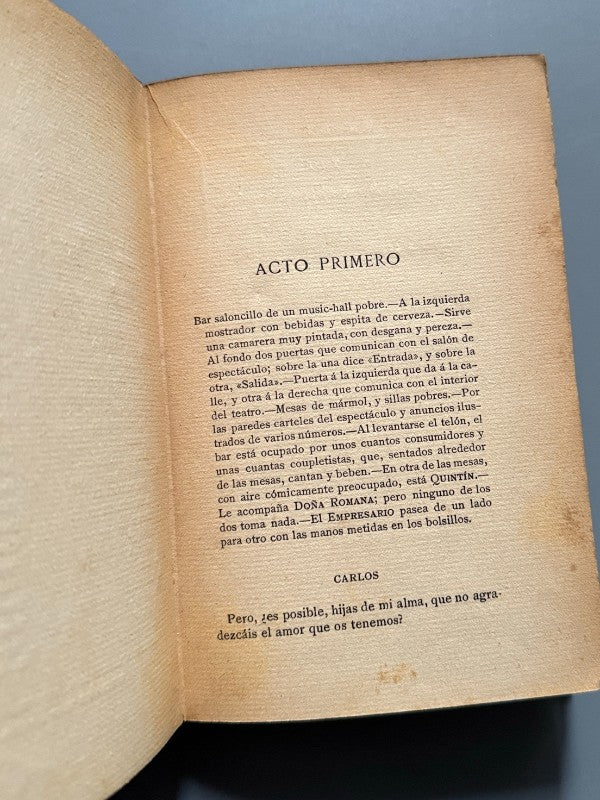 ACTO PRIMERO
Bar saloncillo de un music-hall pobre.—A la izquierda
mostrador con bebidas y espita de cerveza.—Sirve
una camarera muy pintada, con desgana y pereza.—
Al fondo dos puertas que comunican con el salón de
espectáculo; sobre la una dice «Entrada», y sobre la
otra, «Salida».—Puerta á la izquierda que da á la ca-
lle, y otra á la derecha que comunica con el interior
del teatro.—Mesas de mármol, y sillas pobres.—Por
las paredes carteles del espectáculo y anuncios ilus-
trados de varios números.—Al levantarse el telón, el
bar está ocupado por unos cuantos consumidores y
unas cuantas coupletistas, que, sentados alrededor
de las mesas, cantan y beben.—En otra de las mesas,
con aire cómicamente preocupado, está QUINTÍN.—
Le acompaña DOÑA ROMANA; pero ninguno de los
dos toma nada.—El EMPRESARIO pasea de un lado
para otro con las manos metidas en los bolsillos.
CARLOS
Pero, ¿es posible, hijas de mi alma, que no agra-
dezcáis el amor que os tenemos?